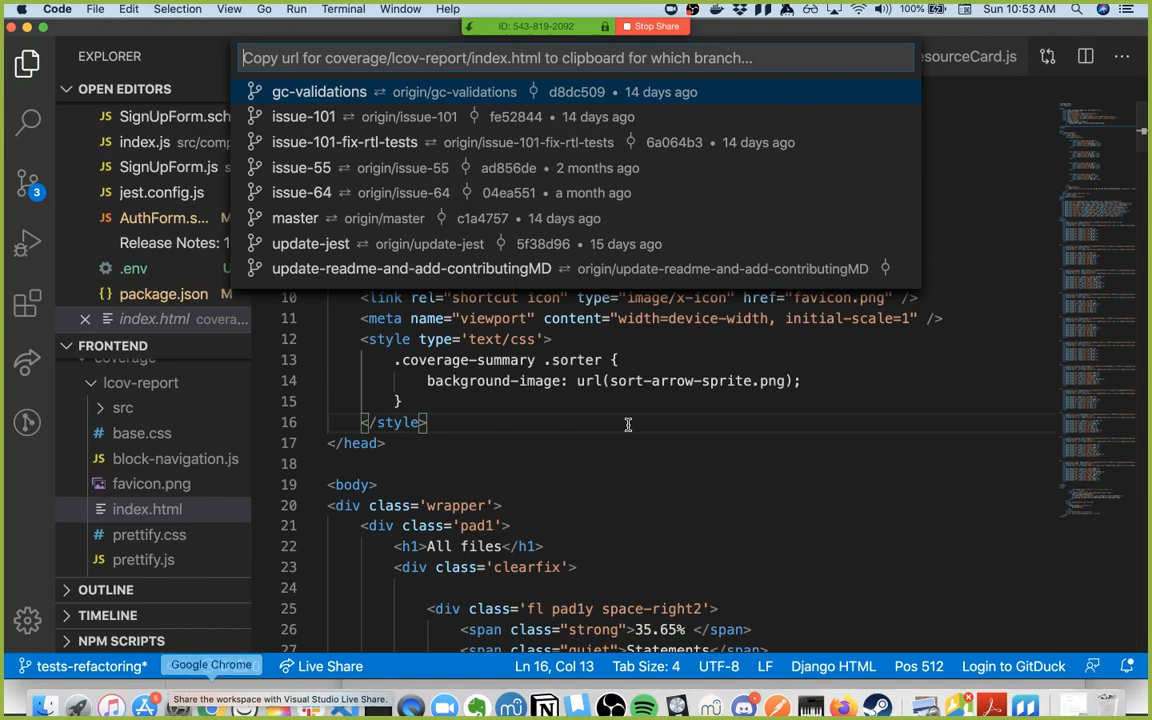 Code File Edit Selection View Go Run Terminal Window Help 100% Sun 10:53 AM
ID: 543-819-2092 Stop Share
EXPLORER
OPEN EDITORS
SignUpForm.sch
index.js src/comp
SignUpForm.js
jest.config.js
AuthForm.s... M
Release Notes: 1
.env
package.json M
index.html covera...
FRONTEND
coverage
lcov-report
src
base.css
block-navigation.js
favicon.png
index.html
prettify.css
prettify.js
OUTLINE
TIMELINE
NPM SCRIPTS
3
Copy url for coverage/lcov-report/index.html to clipboard for which branch...
esourceCard.js
gc-validations origin/gc-validations d8dc509 • 14 days ago
issue-101 origin/issue-101 fe52844 • 14 days ago
issue-101-fix-rtl-tests origin/issue-101-fix-rtl-tests 6a064b3 • 14 days ago
issue-55 origin/issue-55 ad856de • 2 months ago
issue-64 origin/issue-64 04ea551 • a month ago
master origin/master c1a4757 • 14 days ago
update-jest origin/update-jest 5f38d96 • 15 days ago
update-readme-and-add-contributingMD origin/update-readme-and-add-contributingMD
10 <link rel="shortcut icon" type="image/x-icon" href="favicon.png" />
11 <meta name="viewport" content="width=device-width, initial-scale=1" />
12 <style type='text/css'>
13 .coverage-summary .sorter {
14 background-image: url(sort-arrow-sprite.png);
15 }
16 </style>
17 </head>
18
19 <body>
20 <div class='wrapper'>
21 <div class='pad1'>
22 <h1>All files</h1>
23 <div class='clearfix'>
24
25 <div class='fl pad1y space-right2'>
26 <span class="strong">35.65% </span>
27 <span class="quiet">Statements</span>
tests-refactoring* Google Chrome Live Share Ln 16, Col 13 Tab Size: 4 UTF-8 LF Django HTML Pos 512 Login to GitDuck
Share the workspace with Visual Studio Live Share.